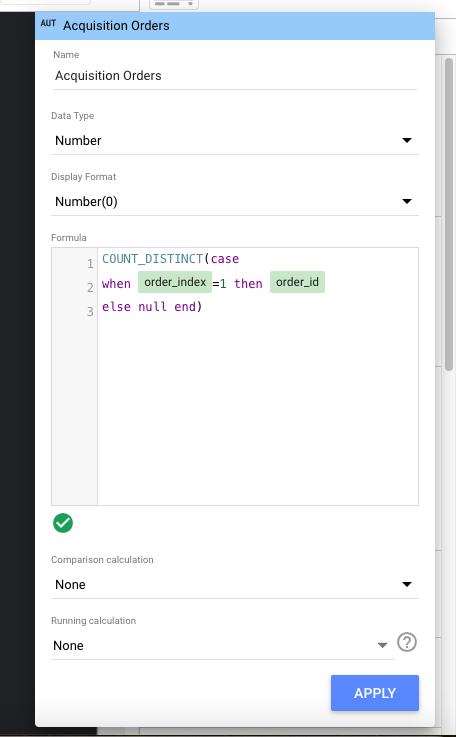 AUT Acquisition Orders
Name
Acquisition Orders
Data Type
Number
Display Format
Number(0)
Formula
1 COUNT_DISTINCT(case
2 when order_index=1 then order_id
3 else null end)
Comparison calculation
None
Running calculation
None
?
APPLY